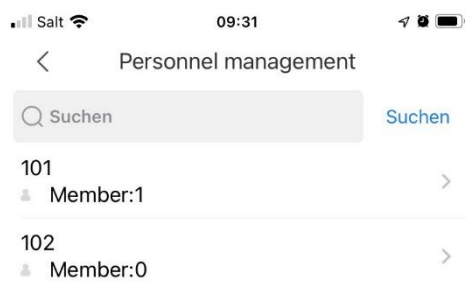 Salt 09:31
Personnel management
Suchen Suchen
101
Member:1
102
Member:0